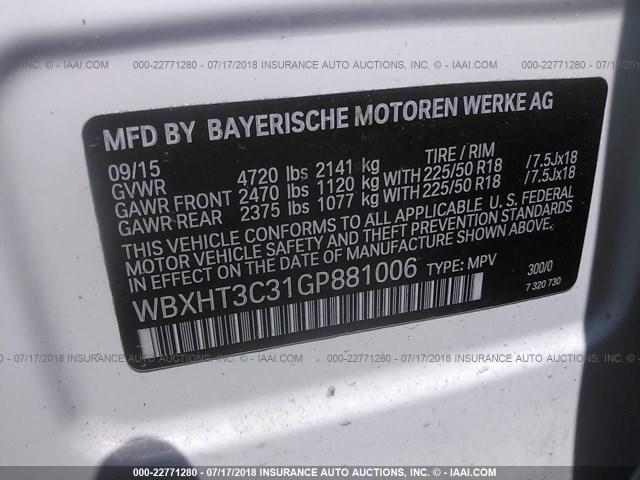 000-22771280 - 07/17/2018 INSURANCE AUTO AUCTIONS, INC. - © - IAAI.COM
MFD BY BAYERISCHE MOTOREN WERKE AG
09/15 TIRE / RIM
GVWR 4720 lbs 2141 kg
GAWR FRONT 2470 lbs 1120 kg WITH 225/50 R18 /7.5Jx18
GAWR REAR 2375 lbs 1077 kg WITH 225/50 R18 /7.5Jx18
THIS VEHICLE CONFORMS TO ALL APPLICABLE U. S. FEDERAL
MOTOR VEHICLE SAFETY AND THEFT PREVENTION STANDARDS
IN EFFECT ON THE DATE OF MANUFACTURE SHOWN ABOVE.
WBXHT3C31GP881006 TYPE: MPV 300/0
7 320 730
000-22771280 - 07/17/2018 INSURANCE AUTO AUCTIONS, INC. - © - IAAI.COM
000-22771280 - 07/17/2018 INSURANCE AUTO AUCTIONS, INC. - © - IAAI.COM